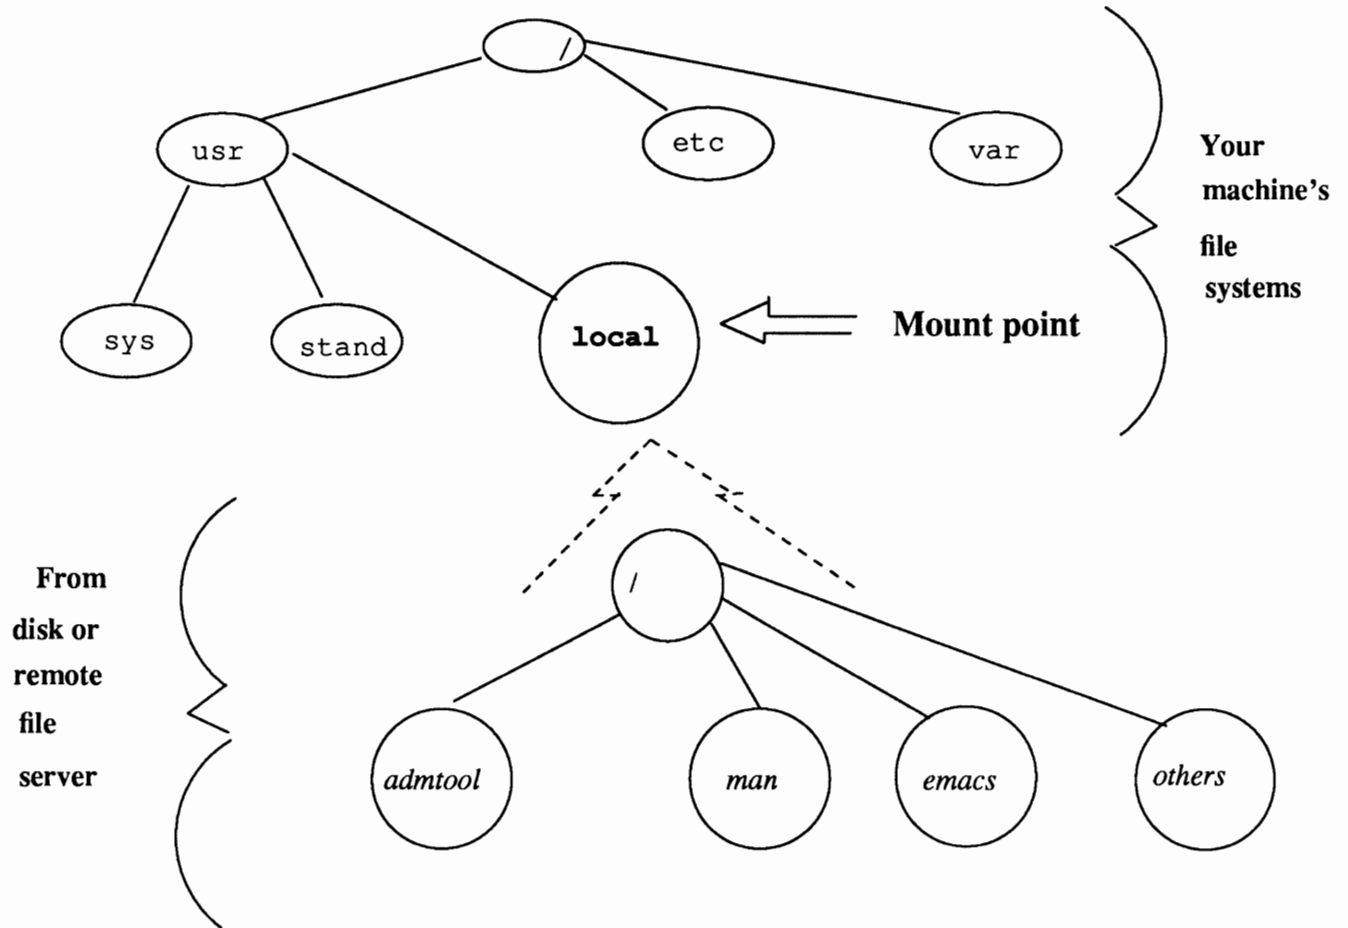 /
usr
etc
var
Your
machine's
file
systems
sys
stand
local
Mount point
/
From
disk or
remote
file
server
admtool
man
emacs
others